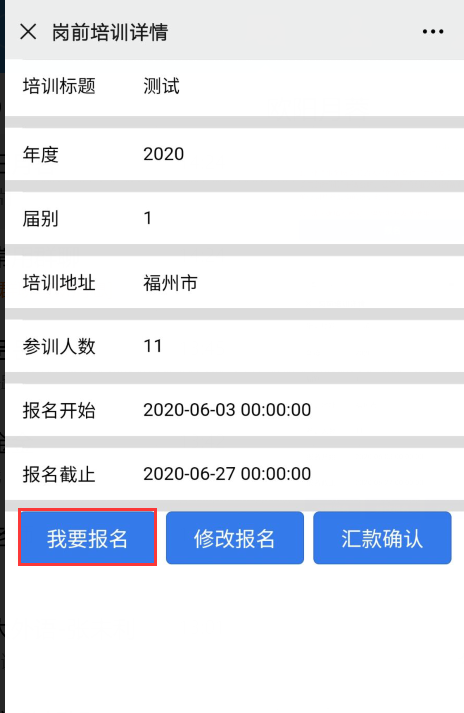 岗前培训详情
培训标题 测试
年度 2020
届别 1
培训地址 福州市
参训人数 11
报名开始 2020-06-03 00:00:00
报名截止 2020-06-27 00:00:00
我要报名 修改报名 汇款确认